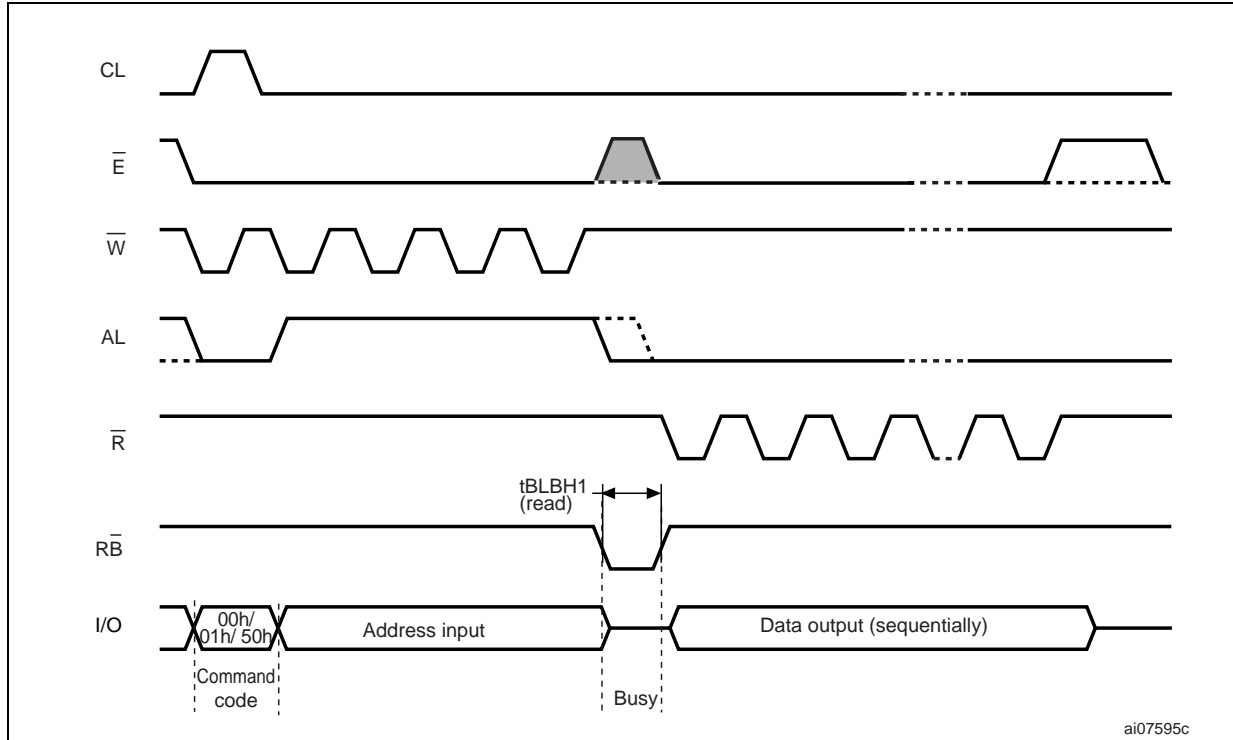 CL
E̅
W̅
AL
R̅
tBLBH1
(read)
RB̅
I/O
00h/
01h/ 50h
Address input
Data output (sequentially)
Command
code
Busy
ai07595c